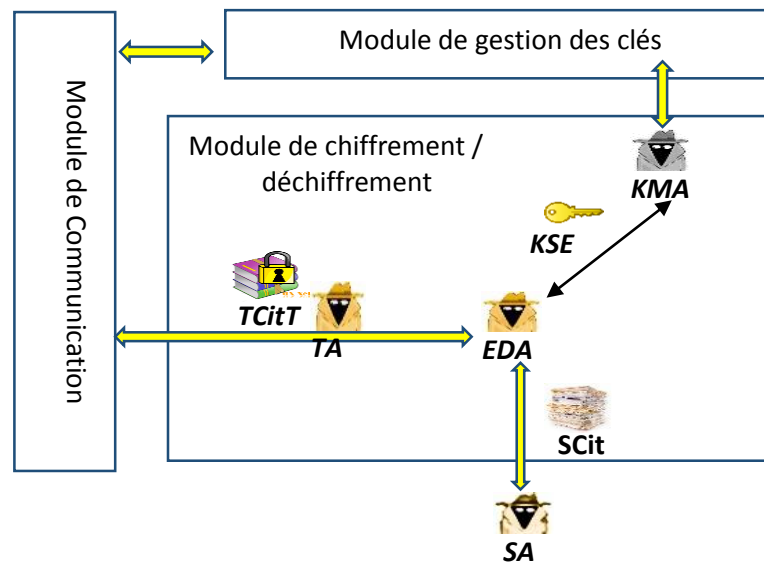 Module de gestion des clés
Module de Communication
Module de chiffrement /
déchiffrement
KMA
KSE
TCitT
TA
EDA
SCit
SA